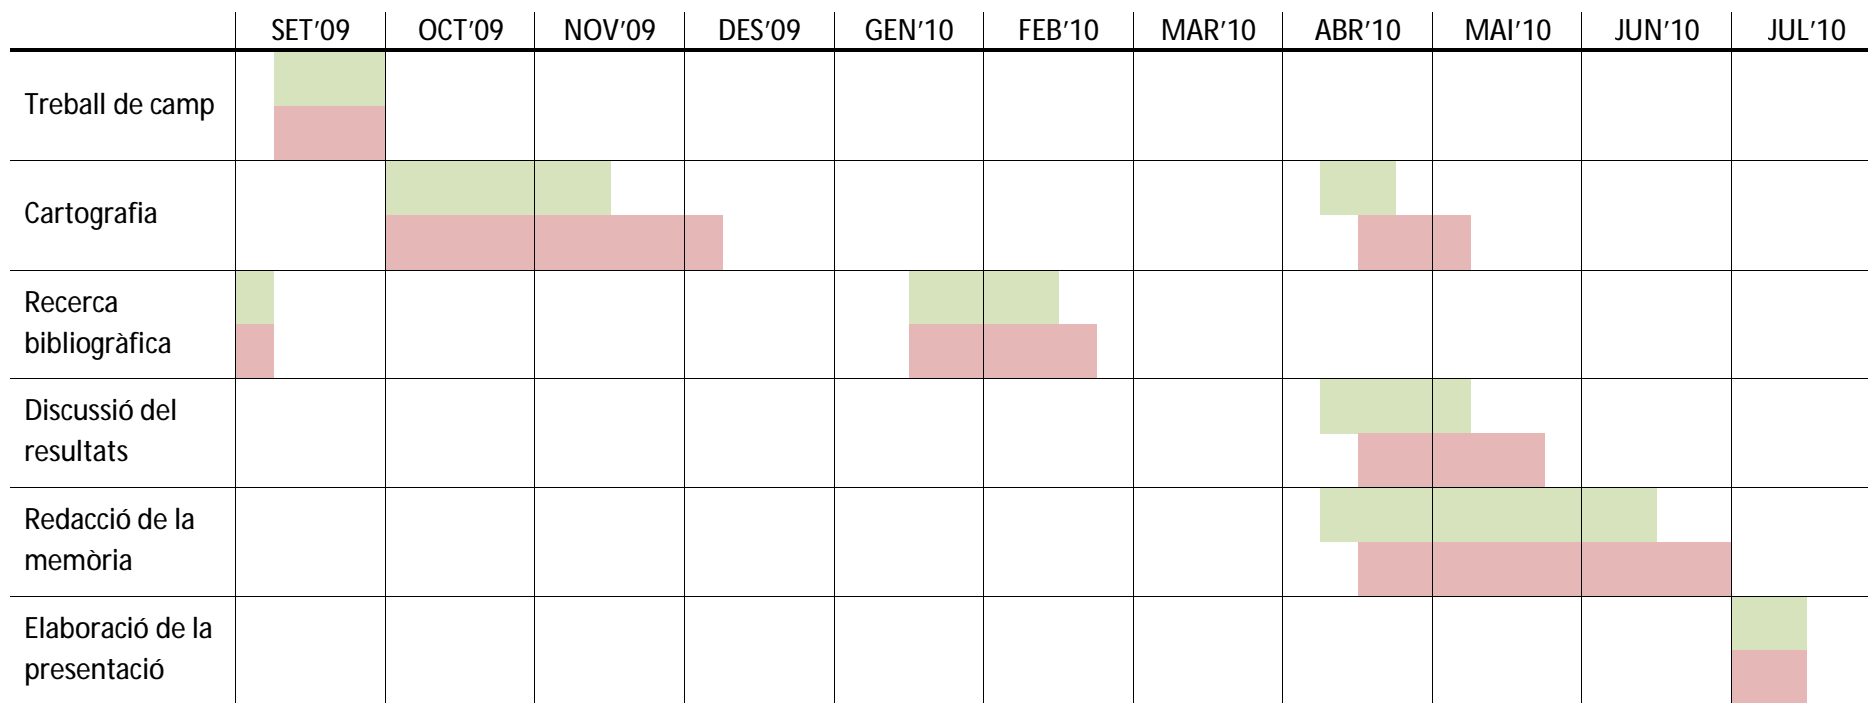 SET'09 OCT'09 NOV'09 DES'09 GEN'10 FEB'10 MAR'10 ABR'10 MAI'10 JUN'10 JUL'10
Treball de camp
Cartografia
Recerca
bibliogràfica
Discussió del
resultats
Redacció de la
memòria
Elaboració de la
presentació